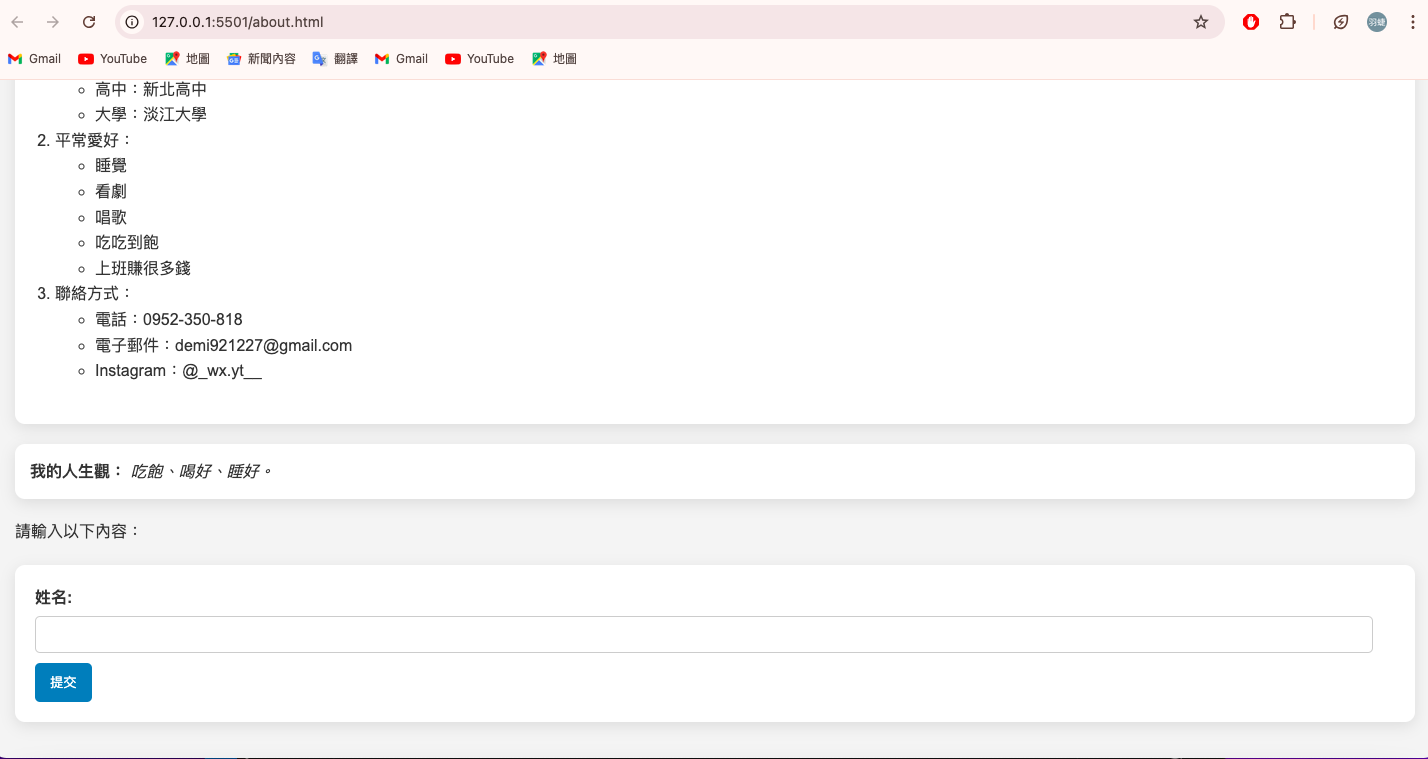 127.0.0.1:5501/about.html
羽蜨
Gmail YouTube 地圖 新聞內容 翻譯 Gmail YouTube 地圖
高中：新北高中
大學：淡江大學
2. 平常愛好：
睡覺
看劇
唱歌
吃吃到飽
上班賺很多錢
3. 聯絡方式：
電話：0952-350-818
電子郵件：demi921227@gmail.com
Instagram：@_wx.yt__
我的人生觀： 吃飽、喝好、睡好。
請輸入以下內容：
姓名:
提交